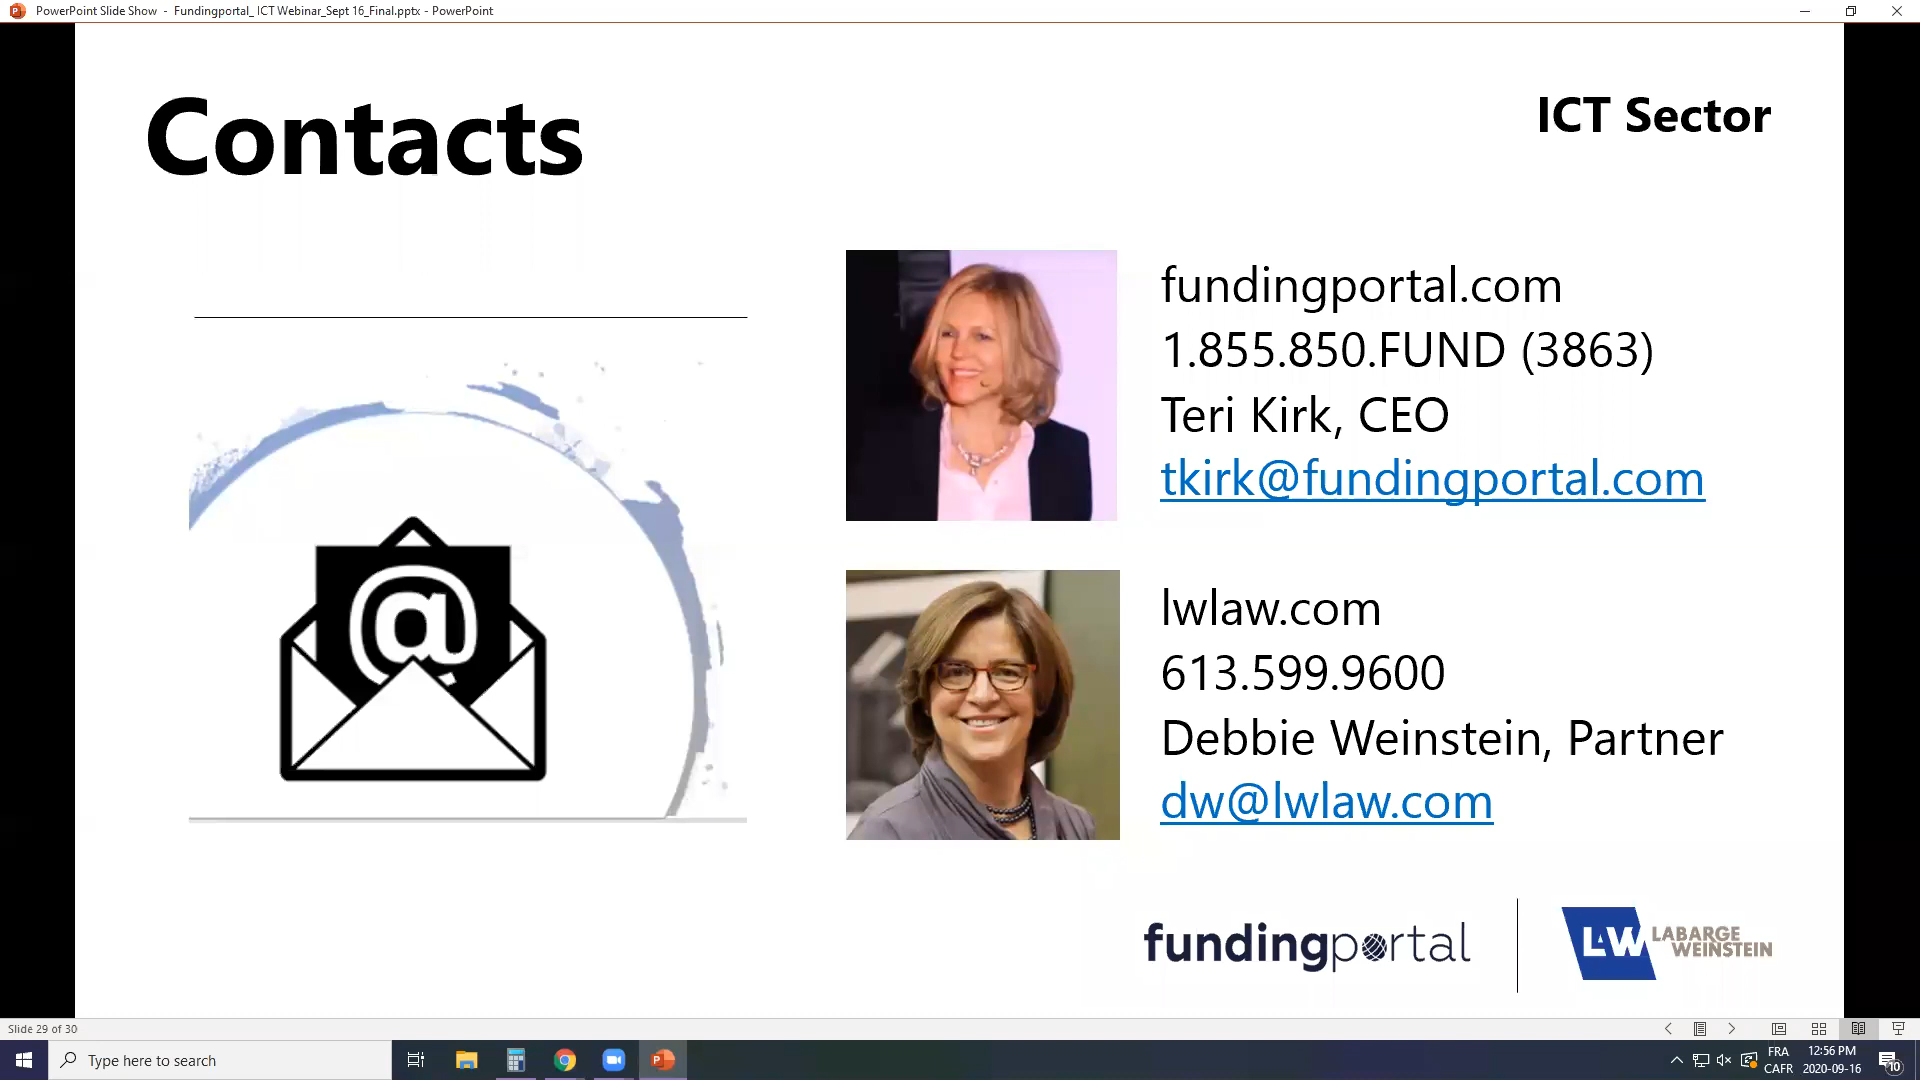 PowerPoint Slide Show - Fundingportal_ ICT Webinar_Sept 16_Final.pptx - PowerPoint
Contacts
ICT Sector
fundingportal.com
1.855.850.FUND (3863)
Teri Kirk, CEO
tkirk@fundingportal.com
@
lwlaw.com
613.599.9600
Debbie Weinstein, Partner
dw@lwlaw.com
fundingportal
LW LABARGE
WEINSTEIN
Slide 29 of 30
Type here to search
FRA
CAFR
12:56 PM
2020-09-16
10